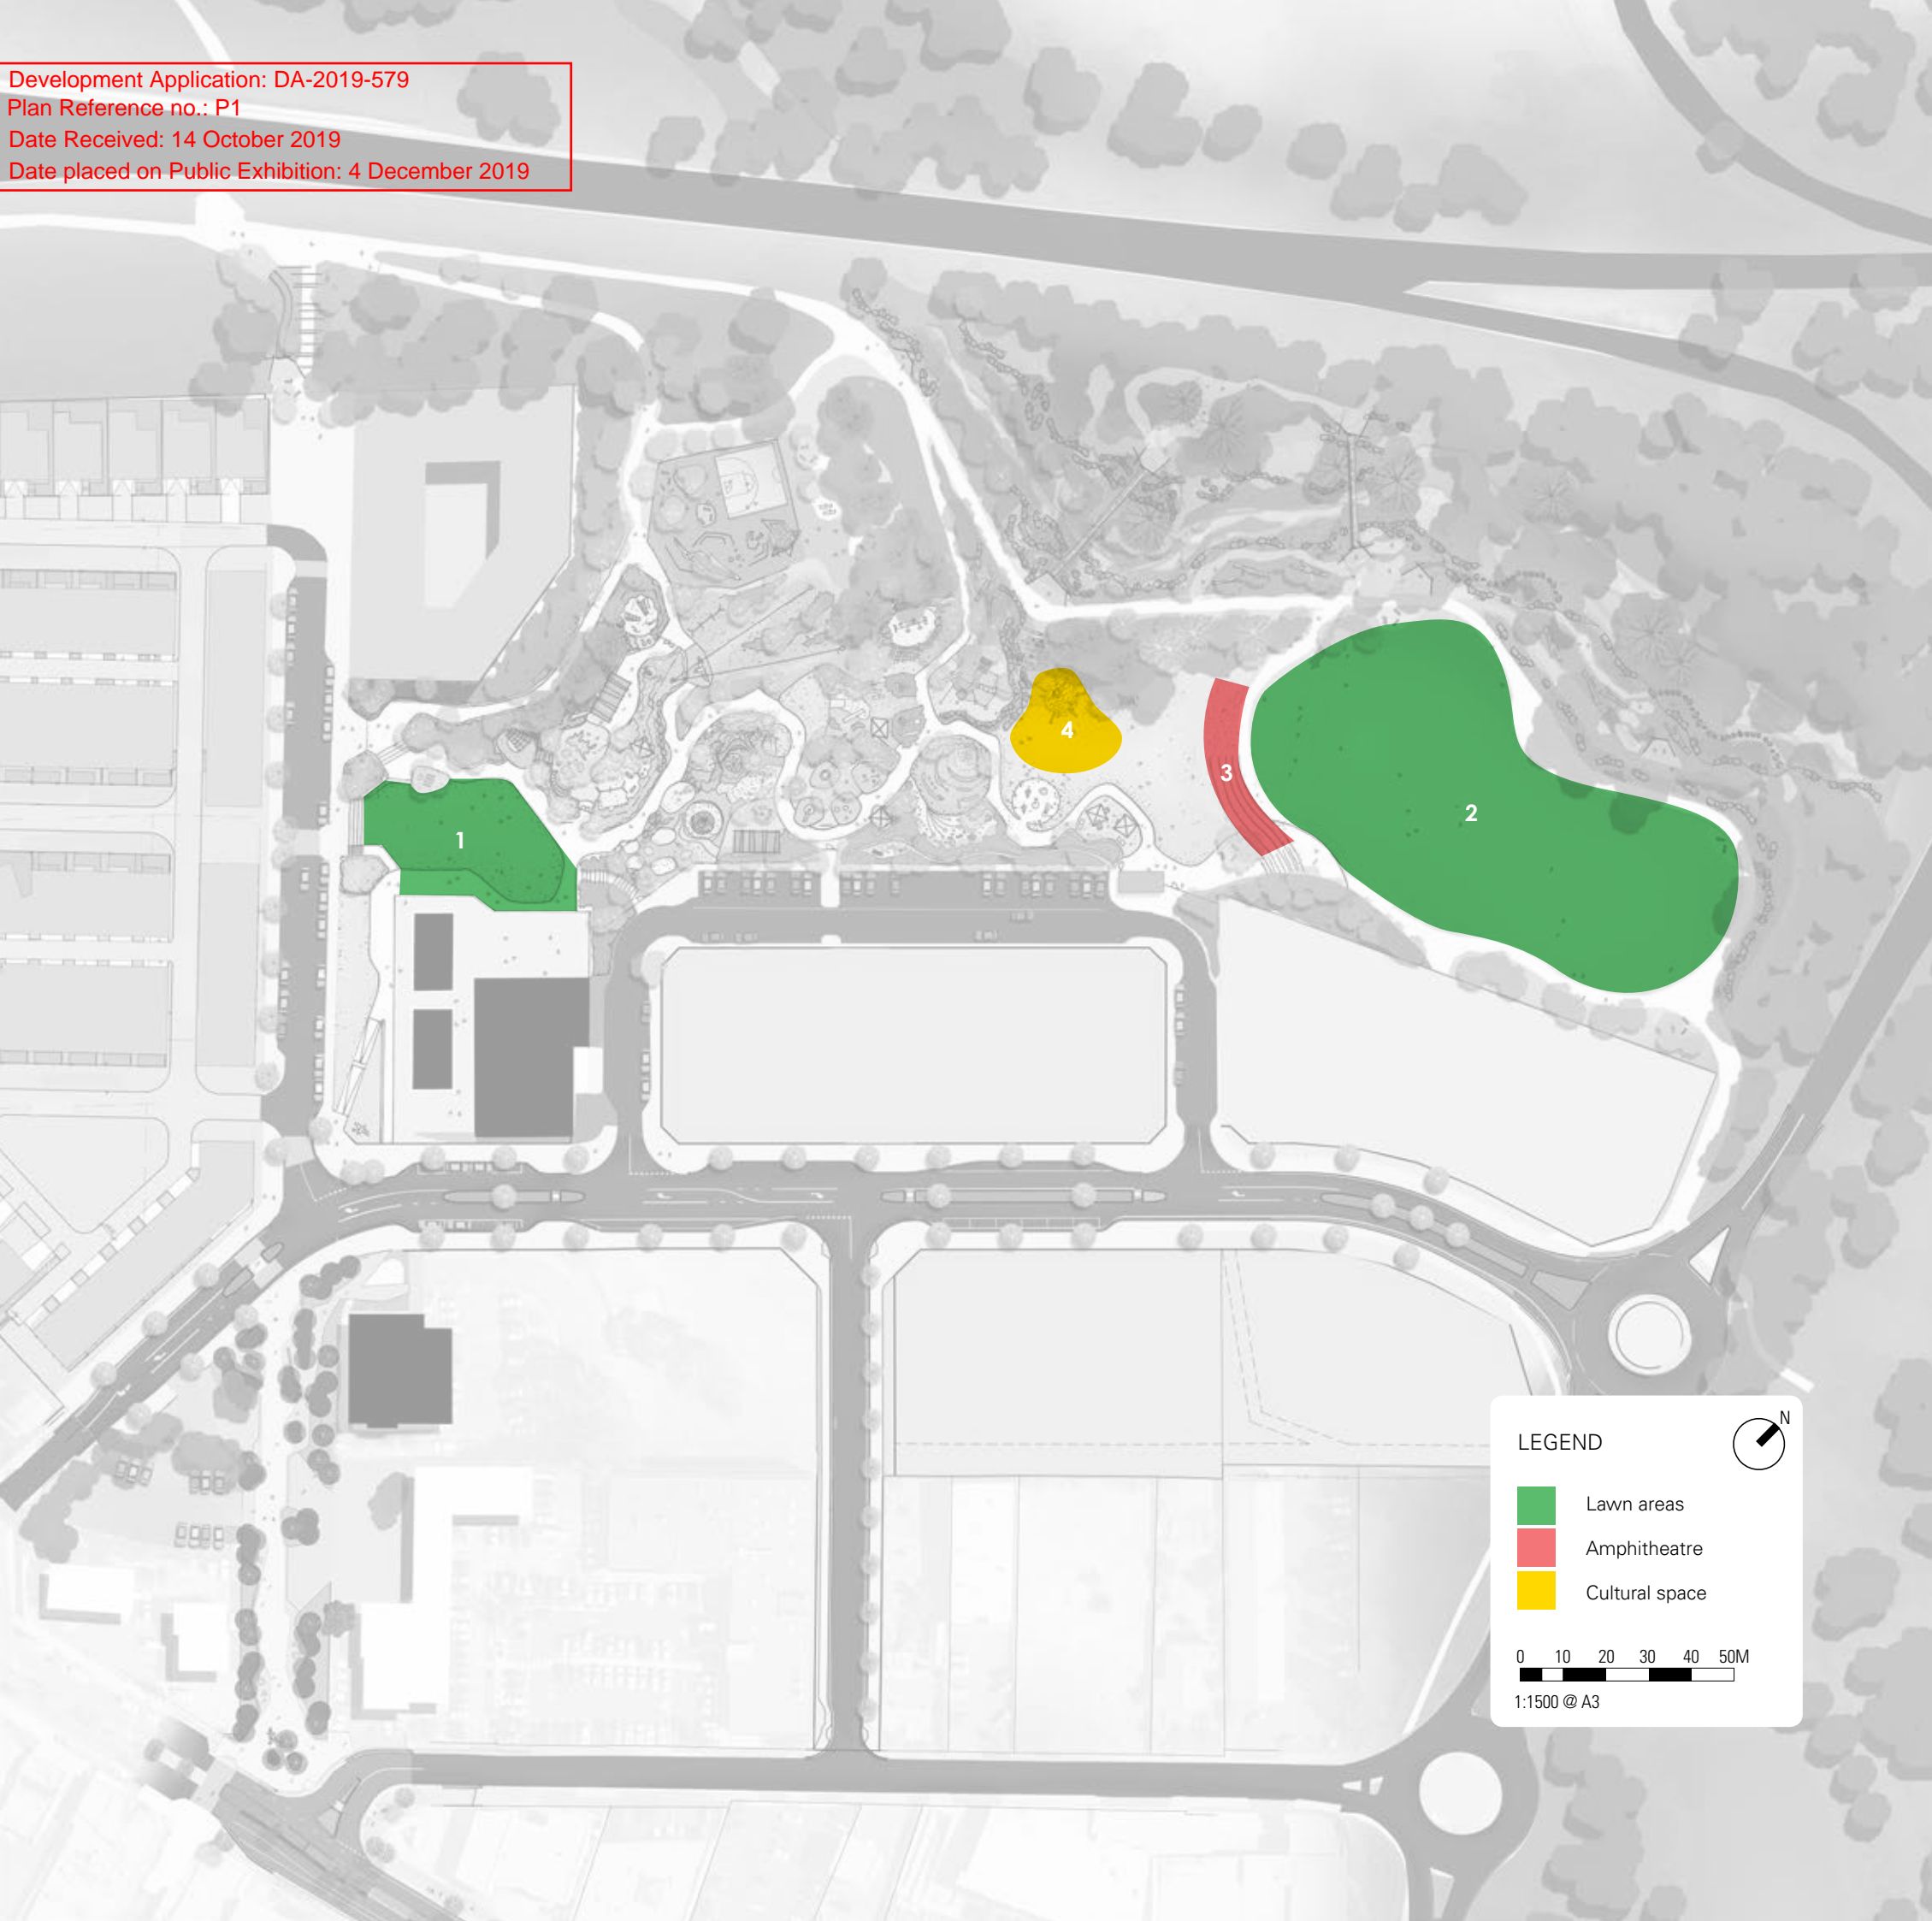 Development Application: DA-2019-579
Plan Reference no.: P1
Date Received: 14 October 2019
Date placed on Public Exhibition: 4 December 2019
4
3
2
1
LEGEND
N
Lawn areas
Amphitheatre
Cultural space
0 10 20 30 40 50M
1:1500 @ A3